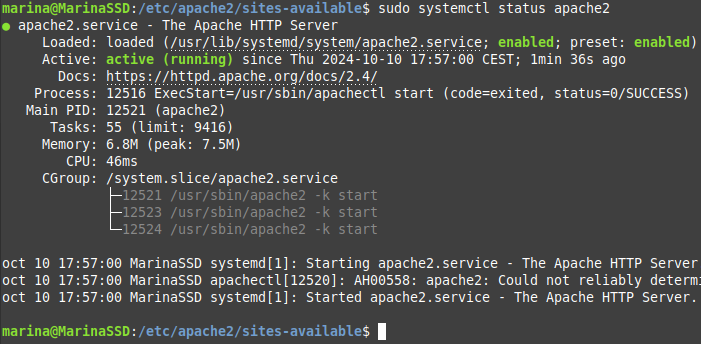 marina@MarinaSSD:/etc/apache2/sites-available$ sudo systemctl status apache2
● apache2.service - The Apache HTTP Server
     Loaded: loaded (/usr/lib/systemd/system/apache2.service; enabled; preset: enabled)
     Active: active (running) since Thu 2024-10-10 17:57:00 CEST; 1min 36s ago
       Docs: https://httpd.apache.org/docs/2.4/
    Process: 12516 ExecStart=/usr/sbin/apachectl start (code=exited, status=0/SUCCESS)
   Main PID: 12521 (apache2)
      Tasks: 55 (limit: 9416)
     Memory: 6.8M (peak: 7.5M)
        CPU: 46ms
     CGroup: /system.slice/apache2.service
             ├─12521 /usr/sbin/apache2 -k start
             ├─12523 /usr/sbin/apache2 -k start
             └─12524 /usr/sbin/apache2 -k start
oct 10 17:57:00 MarinaSSD systemd[1]: Starting apache2.service - The Apache HTTP Server
oct 10 17:57:00 MarinaSSD apachectl[12520]: AH00558: apache2: Could not reliably determi
oct 10 17:57:00 MarinaSSD systemd[1]: Started apache2.service - The Apache HTTP Server.
marina@MarinaSSD:/etc/apache2/sites-available$